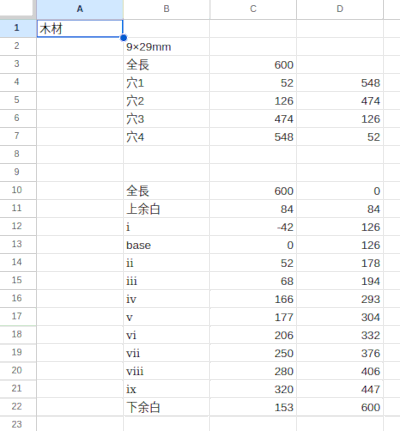 A B C D
1 木材
2 9×29mm
3 全長 600
4 穴1 52 548
5 穴2 126 474
6 穴3 474 126
7 穴4 548 52
8
9
10 全長 600 0
11 上余白 84 84
12 i -42 126
13 base 0 126
14 ii 52 178
15 iii 68 194
16 iv 166 293
17 v 177 304
18 vi 206 332
19 vii 250 376
20 viii 280 406
21 ix 320 447
22 下余白 153 600
23